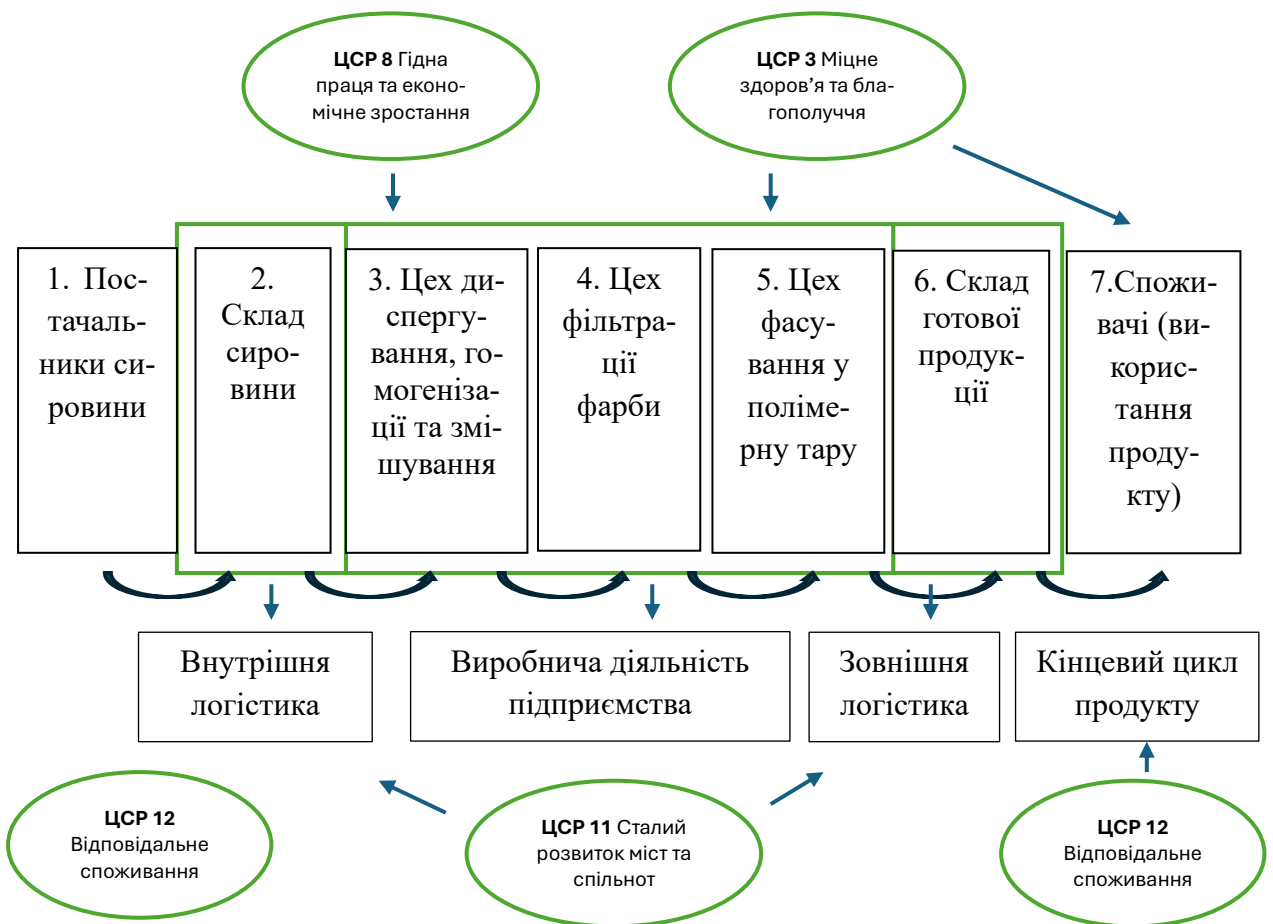 ЦСР 8 Гідна
праця та еконо-
мічне зростання
ЦСР 3 Міцне
здоров’я та бла-
гополуччя
1. Пос-
тачаль-
ники си-
ровини
2.
Склад
сиро-
вини
3. Цех ди-
сперту-
вання, го-
могеніза-
ції та змі-
шування
4. Цех
фільтра-
ції
фарби
5. Цех
фасу-
вання у
поліме-
рну тару
6. Склад
готової
продук-
ції
7.Спожи-
вачі (ви-
корис-
тання
проду-
кту)
Внутрішня
логістика
Виробнича діяльність
підприємства
Зовнішня
логістика
Кінцевий цикл
продукту
ЦСР 12
Відповідальне
споживання
ЦСР 11 Сталий
розвиток міст та
спільнот
ЦСР 12
Відповідальне
споживання